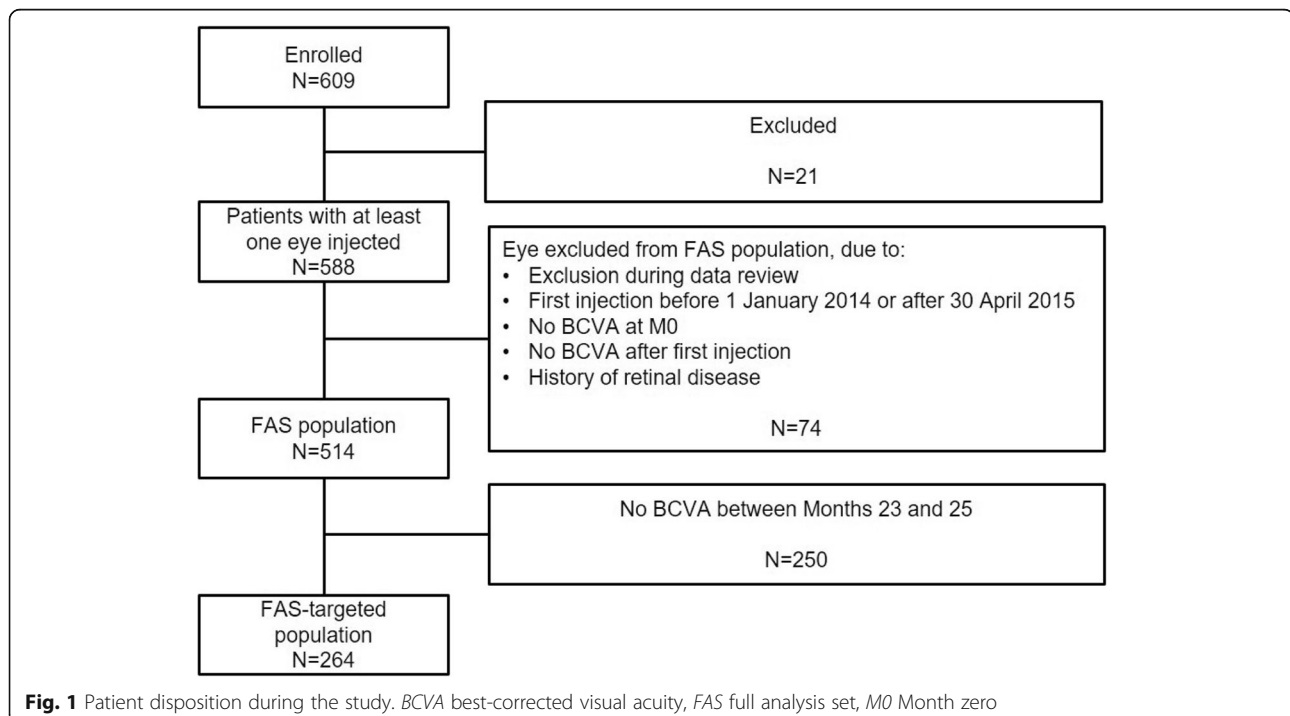 Enrolled
N=609
Excluded
N=21
Patients with at least
one eye injected
N=588
Eye excluded from FAS population, due to:
• Exclusion during data review
• First injection before 1 January 2014 or after 30 April 2015
• No BCVA at M0
• No BCVA after first injection
• History of retinal disease
N=74
FAS population
N=514
No BCVA between Months 23 and 25
N=250
FAS-targeted
population
N=264
Fig. 1 Patient disposition during the study. BCVA best-corrected visual acuity, FAS full analysis set, M0 Month zero